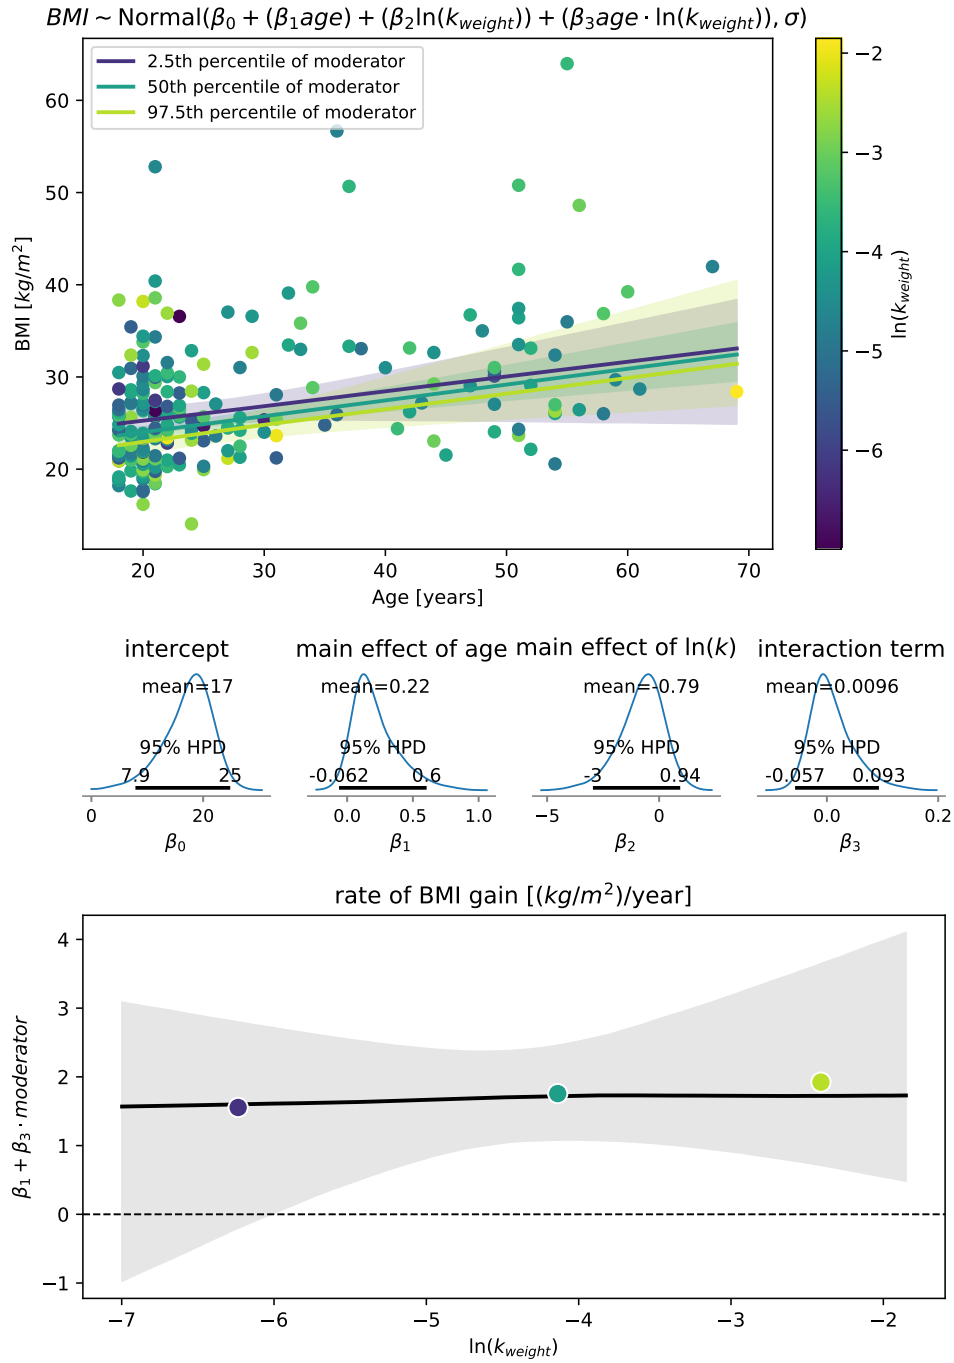 BMI ~ Normal(β0 + (β1age) + (β2ln(kweight)) + (β3age · ln(kweight)), σ)
2.5th percentile of moderator
50th percentile of moderator
97.5th percentile of moderator
BMI [kg/m²]
60
50
40
30
20
20 30 40 50 60 70
Age [years]
−2
−3
−4
−5
−6
ln(kweight)
intercept
mean=17
95% HPD
7.9 25
0 20
β0
main effect of age
mean=0.22
95% HPD
-0.062 0.6
0.0 0.5 1.0
β1
main effect of ln(k)
mean=-0.79
95% HPD
-3 0.94
−5 0
β2
interaction term
mean=0.0096
95% HPD
-0.057 0.093
0.0 0.2
β3
rate of BMI gain [(kg/m²)/year]
β1 + β3 · moderator
4
3
2
1
0
−1
−7 −6 −5 −4 −3 −2
ln(kweight)